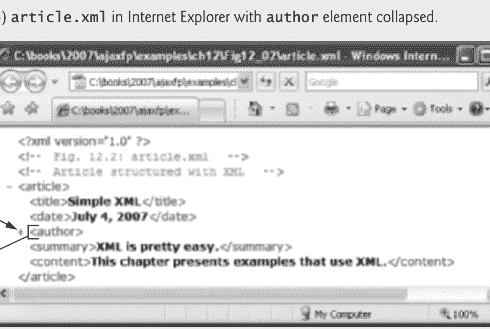 ) article.xml in Internet Explorer with author element collapsed.
C:\books\2007\ajaxfp\examples\ch12\Fig12_02\article.xml - Windows Intern...
C:\books\2007\ajaxfp\examples\cl Google
C:\books\2007\ajaxfp\ex... Page Tools
<?xml version="1.0" ?>
<!-- Fig. 12.2: article.xml -->
<!-- Article structured with XML -->
- <article>
<title>Simple XML</title>
<date>July 4, 2007</date>
+ <author>
<summary>XML is pretty easy.</summary>
<content>This chapter presents examples that use XML.</content>
</article>
My Computer 100%